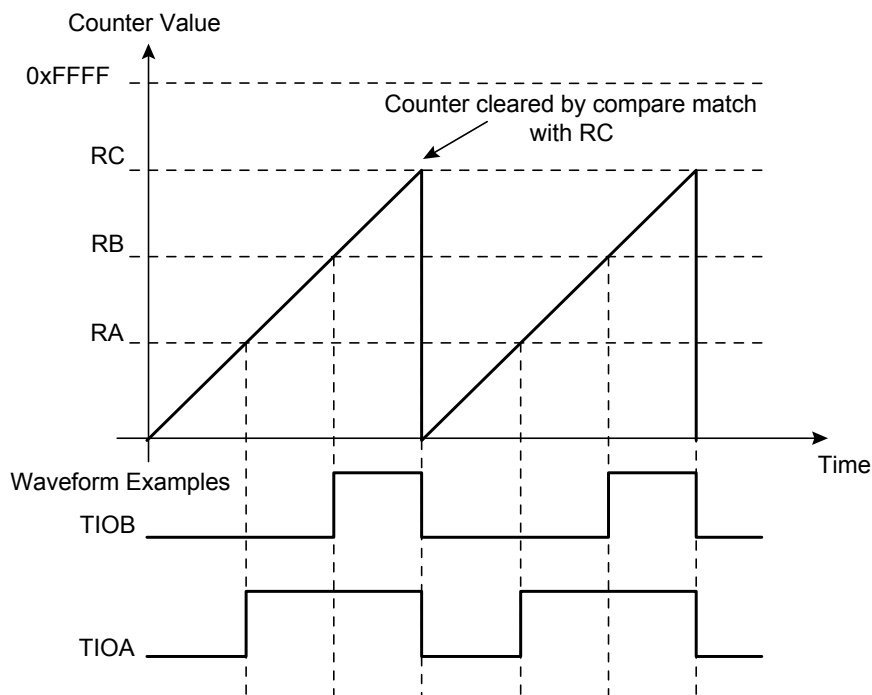 Counter Value
0xFFFF
Counter cleared by compare match
with RC
RC
RB
RA
Time
Waveform Examples
TIOB
TIOA